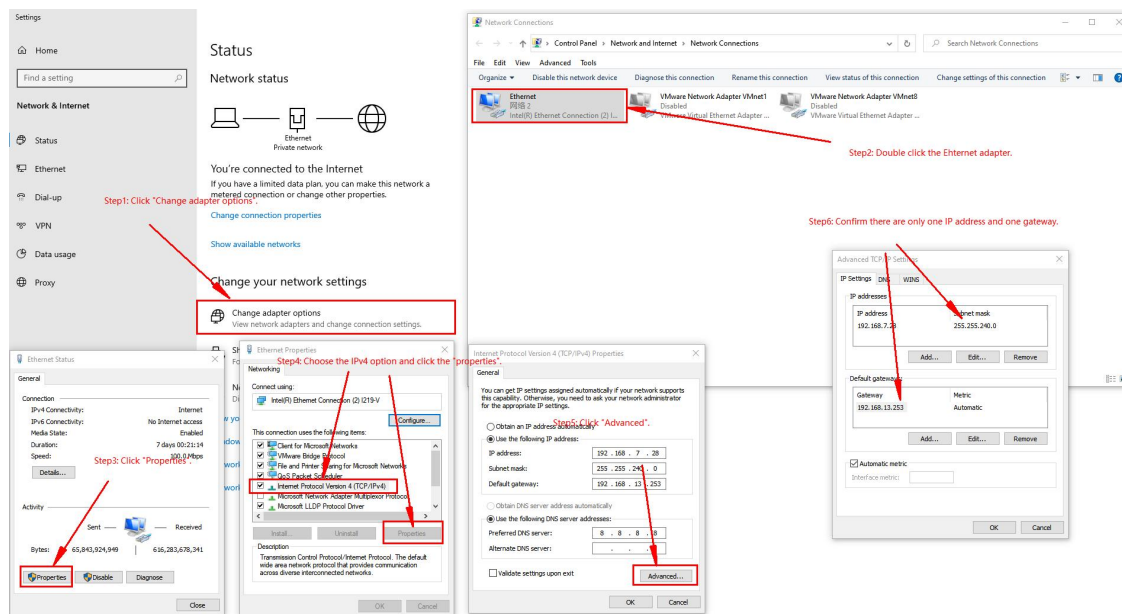 Settings
Home
Find a setting
Network & Internet
Status
Ethernet
Dial-up
VPN
Data usage
Proxy
Status
Network status
Ethernet
Private network
You're connected to the Internet
If you have a limited data plan, you can make this network a
metered connection or change other properties.
Step1: Click "Change adapter options".
Change connection properties
Show available networks
Change your network settings
Change adapter options
View network adapters and change connection settings.
Network Connections
Control Panel > Network and Internet > Network Connections
Search Network Connections
File Edit View Advanced Tools
Organize Disable this network device Diagnose this connection Rename this connection View status of this connection Change settings of this connection
Ethernet
网络 2
Intel(R) Ethernet Connection (2) I...
VMware Network Adapter VMnet1
Disabled
VMware Virtual Ethernet Adapter ...
VMware Network Adapter VMnet8
Disabled
VMware Virtual Ethernet Adapter ...
Step2: Double click the Ehternet adapter.
Step6: Confirm there are only one IP address and one gateway.
Ethernet Status
General
Connection
IPv4 Connectivity: Internet
IPv6 Connectivity: No Internet access
Media State: Enabled
Duration: 7 days 00:21:14
Speed: 100.0 Mbps
Step3: Click "Properties".
Details...
Activity
Sent Received
Bytes: 65,843,924,949 616,283,678,341
Properties Disable Diagnose
Close
Ethernet Properties
Step4: Choose the IPv4 option and click the "properties".
Networking
Connect using:
Intel(R) Ethernet Connection (2) I219-V
Configure...
This connection uses the following items:
Client for Microsoft Networks
VMware Bridge Protocol
File and Printer Sharing for Microsoft Networks
QoS Packet Scheduler
Internet Protocol Version 4 (TCP/IPv4)
Microsoft Network Adapter Multiplexor Protocol
Microsoft LLDP Protocol Driver
Install... Uninstall Properties
Description
Transmission Control Protocol/Internet Protocol. The default
wide area network protocol that provides communication
across diverse interconnected networks.
OK Cancel
Internet Protocol Version 4 (TCP/IPv4) Properties
General
You can get IP settings assigned automatically if your network supports
this capability. Otherwise, you need to ask your network administrator
for the appropriate IP settings.
Obtain an IP address automatically
Step5: Click "Advanced".
Use the following IP address:
IP address: 192 . 168 . 7 . 28
Subnet mask: 255 . 255 . 240 . 0
Default gateway: 192 . 168 . 13 . 253
Obtain DNS server address automatically
Use the following DNS server addresses:
Preferred DNS server: 8 . 8 . 8 . 8
Alternate DNS server: . . .
Validate settings upon exit
Advanced...
OK Cancel
Advanced TCP/IP Settings
IP Settings DNS WINS
IP addresses
IP address Subnet mask
192.168.7.28 255.255.240.0
Add... Edit... Remove
Default gateways:
Gateway Metric
192.168.13.253 Automatic
Add... Edit... Remove
Automatic metric
Interface metric:
OK Cancel